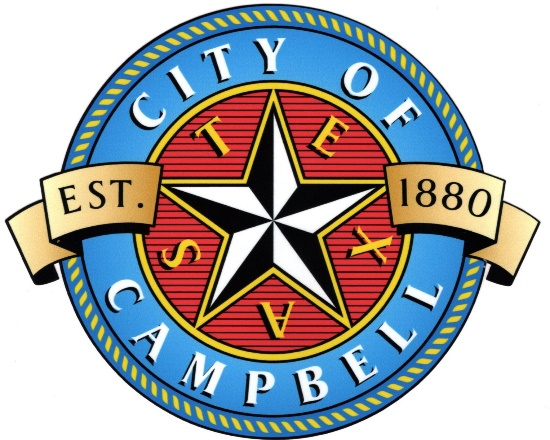 CITY OF
EST. 1880
TEXAS
CAMPBELL